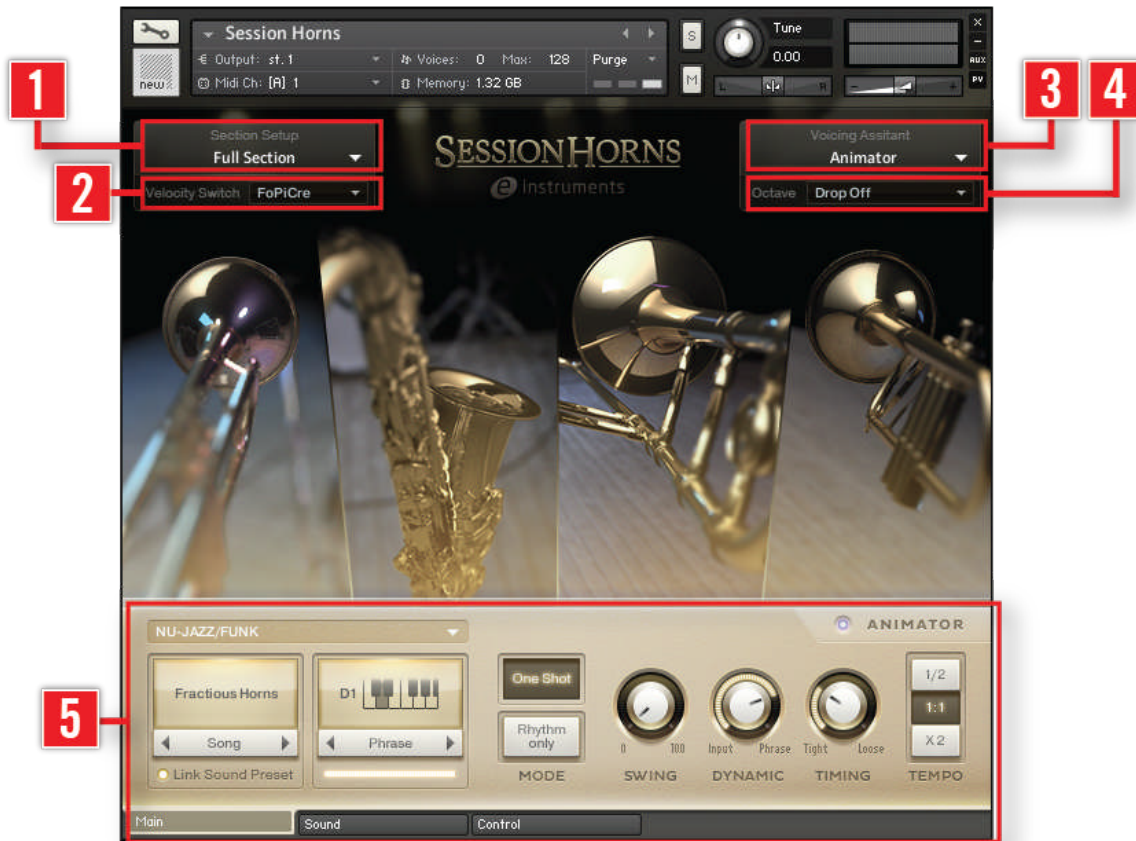 Session Horns
S
Tune
0.00
×
–
AUX
PV
Output: st.1
Voices: 0 Max: 128
Purge
new
Midi Ch: [A] 1
Memory: 1.32 GB
M
L
R
–
+
1
3
4
Section Setup
Full Section
SESSIONHORNS
Voicing Assitant
Animator
2
Velocity Switch FoPiCre
e instruments
Octave Drop Off
NU-JAZZ/FUNK
ANIMATOR
5
Fractious Horns
D1
One Shot
1/2
1:1
X2
Song
Phrase
Rhythm
only
0 100
Input Phrase
Tight Loose
Link Sound Preset
MODE
SWING
DYNAMIC
TIMING
TEMPO
Main
Sound
Control